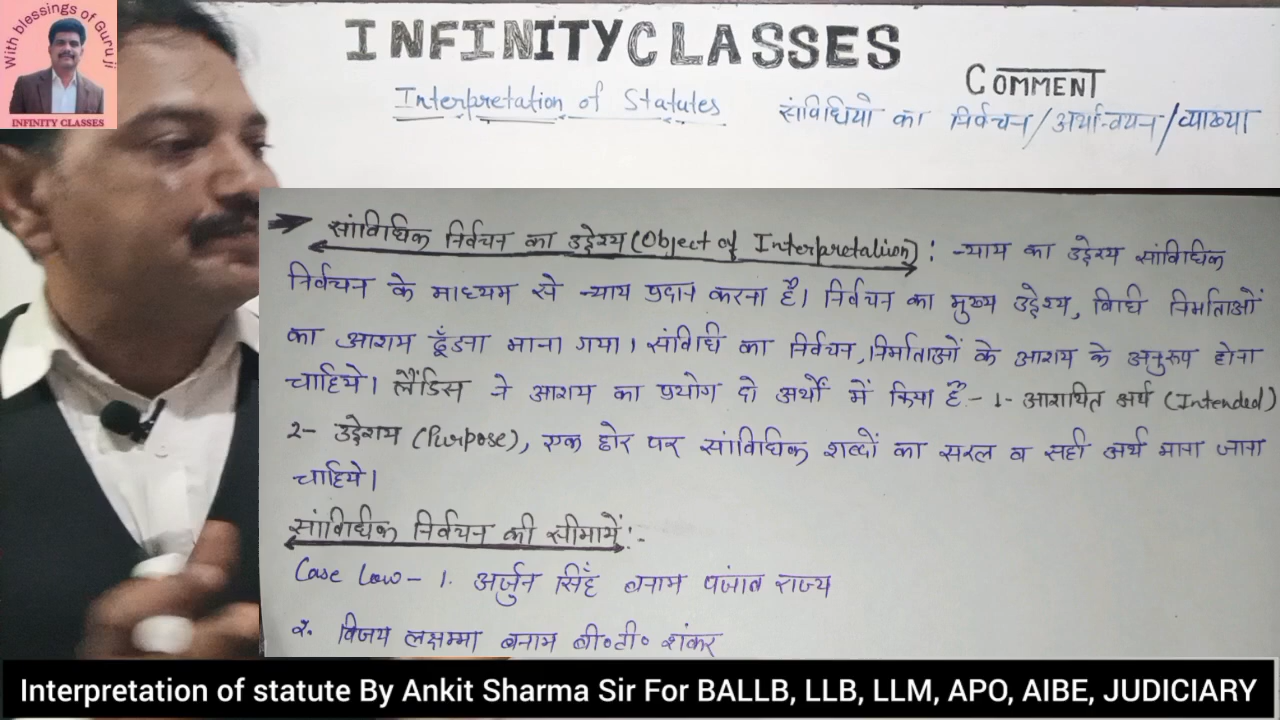 With blessings of Guru ji
INFINITY CLASSES
INFINITY CLASSES
COMMENT
Interpretation of Statutes
सांविधियो का निर्वचन/अर्थान्वयन/व्याख्या
सांविधिक निर्वचन का उद्देश्य (Object of Interpretation) : न्याय का उद्देश्य सांविधिक
निर्वचन के माध्यम से न्याय प्रदान करना है। निर्वचन का मुख्य उद्देश्य, विधि निर्माताओं
का आशय ढूँडना माना गया। संविधि का निर्वचन, निर्माताओं के आशय के अनुरूप होना
चाहिये। लैंडिस ने आशय का प्रयोग दो अर्थों में किया है - 1- आशयित अर्थ (Intended)
2- उद्देशय (Purpose), एक छोर पर सांविधिक शब्दों का सरल व सही अर्थ माना जाना
चाहिये।
सांविधिक निर्वचन की सीमायें :-
Case Law - 1. अर्जुन सिहँ बनाम पंजाब राज्य
2. विजय लक्षम्मा बनाम बी०टी० शंकर
Interpretation of statute By Ankit Sharma Sir For BALLB, LLB, LLM, APO, AIBE, JUDICIARY